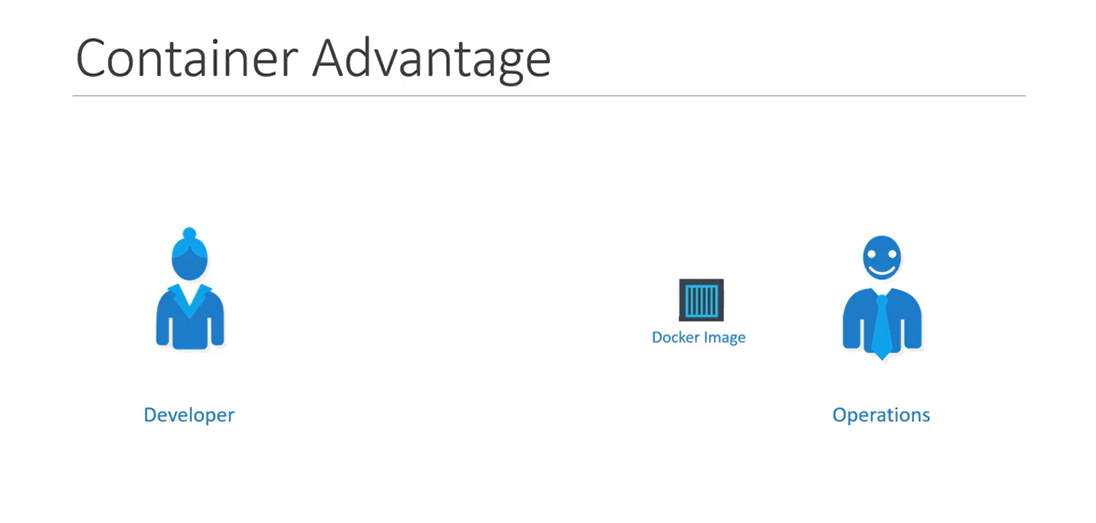 Container Advantage
Docker Image
Developer
Operations